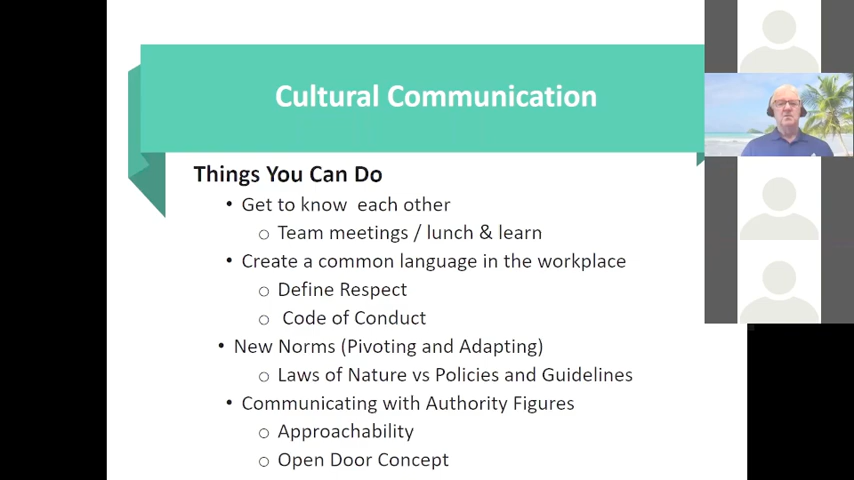 Cultural Communication
Things You Can Do
• Get to know each other
o Team meetings / lunch & learn
• Create a common language in the workplace
o Define Respect
o Code of Conduct
• New Norms (Pivoting and Adapting)
o Laws of Nature vs Policies and Guidelines
• Communicating with Authority Figures
o Approachability
o Open Door Concept